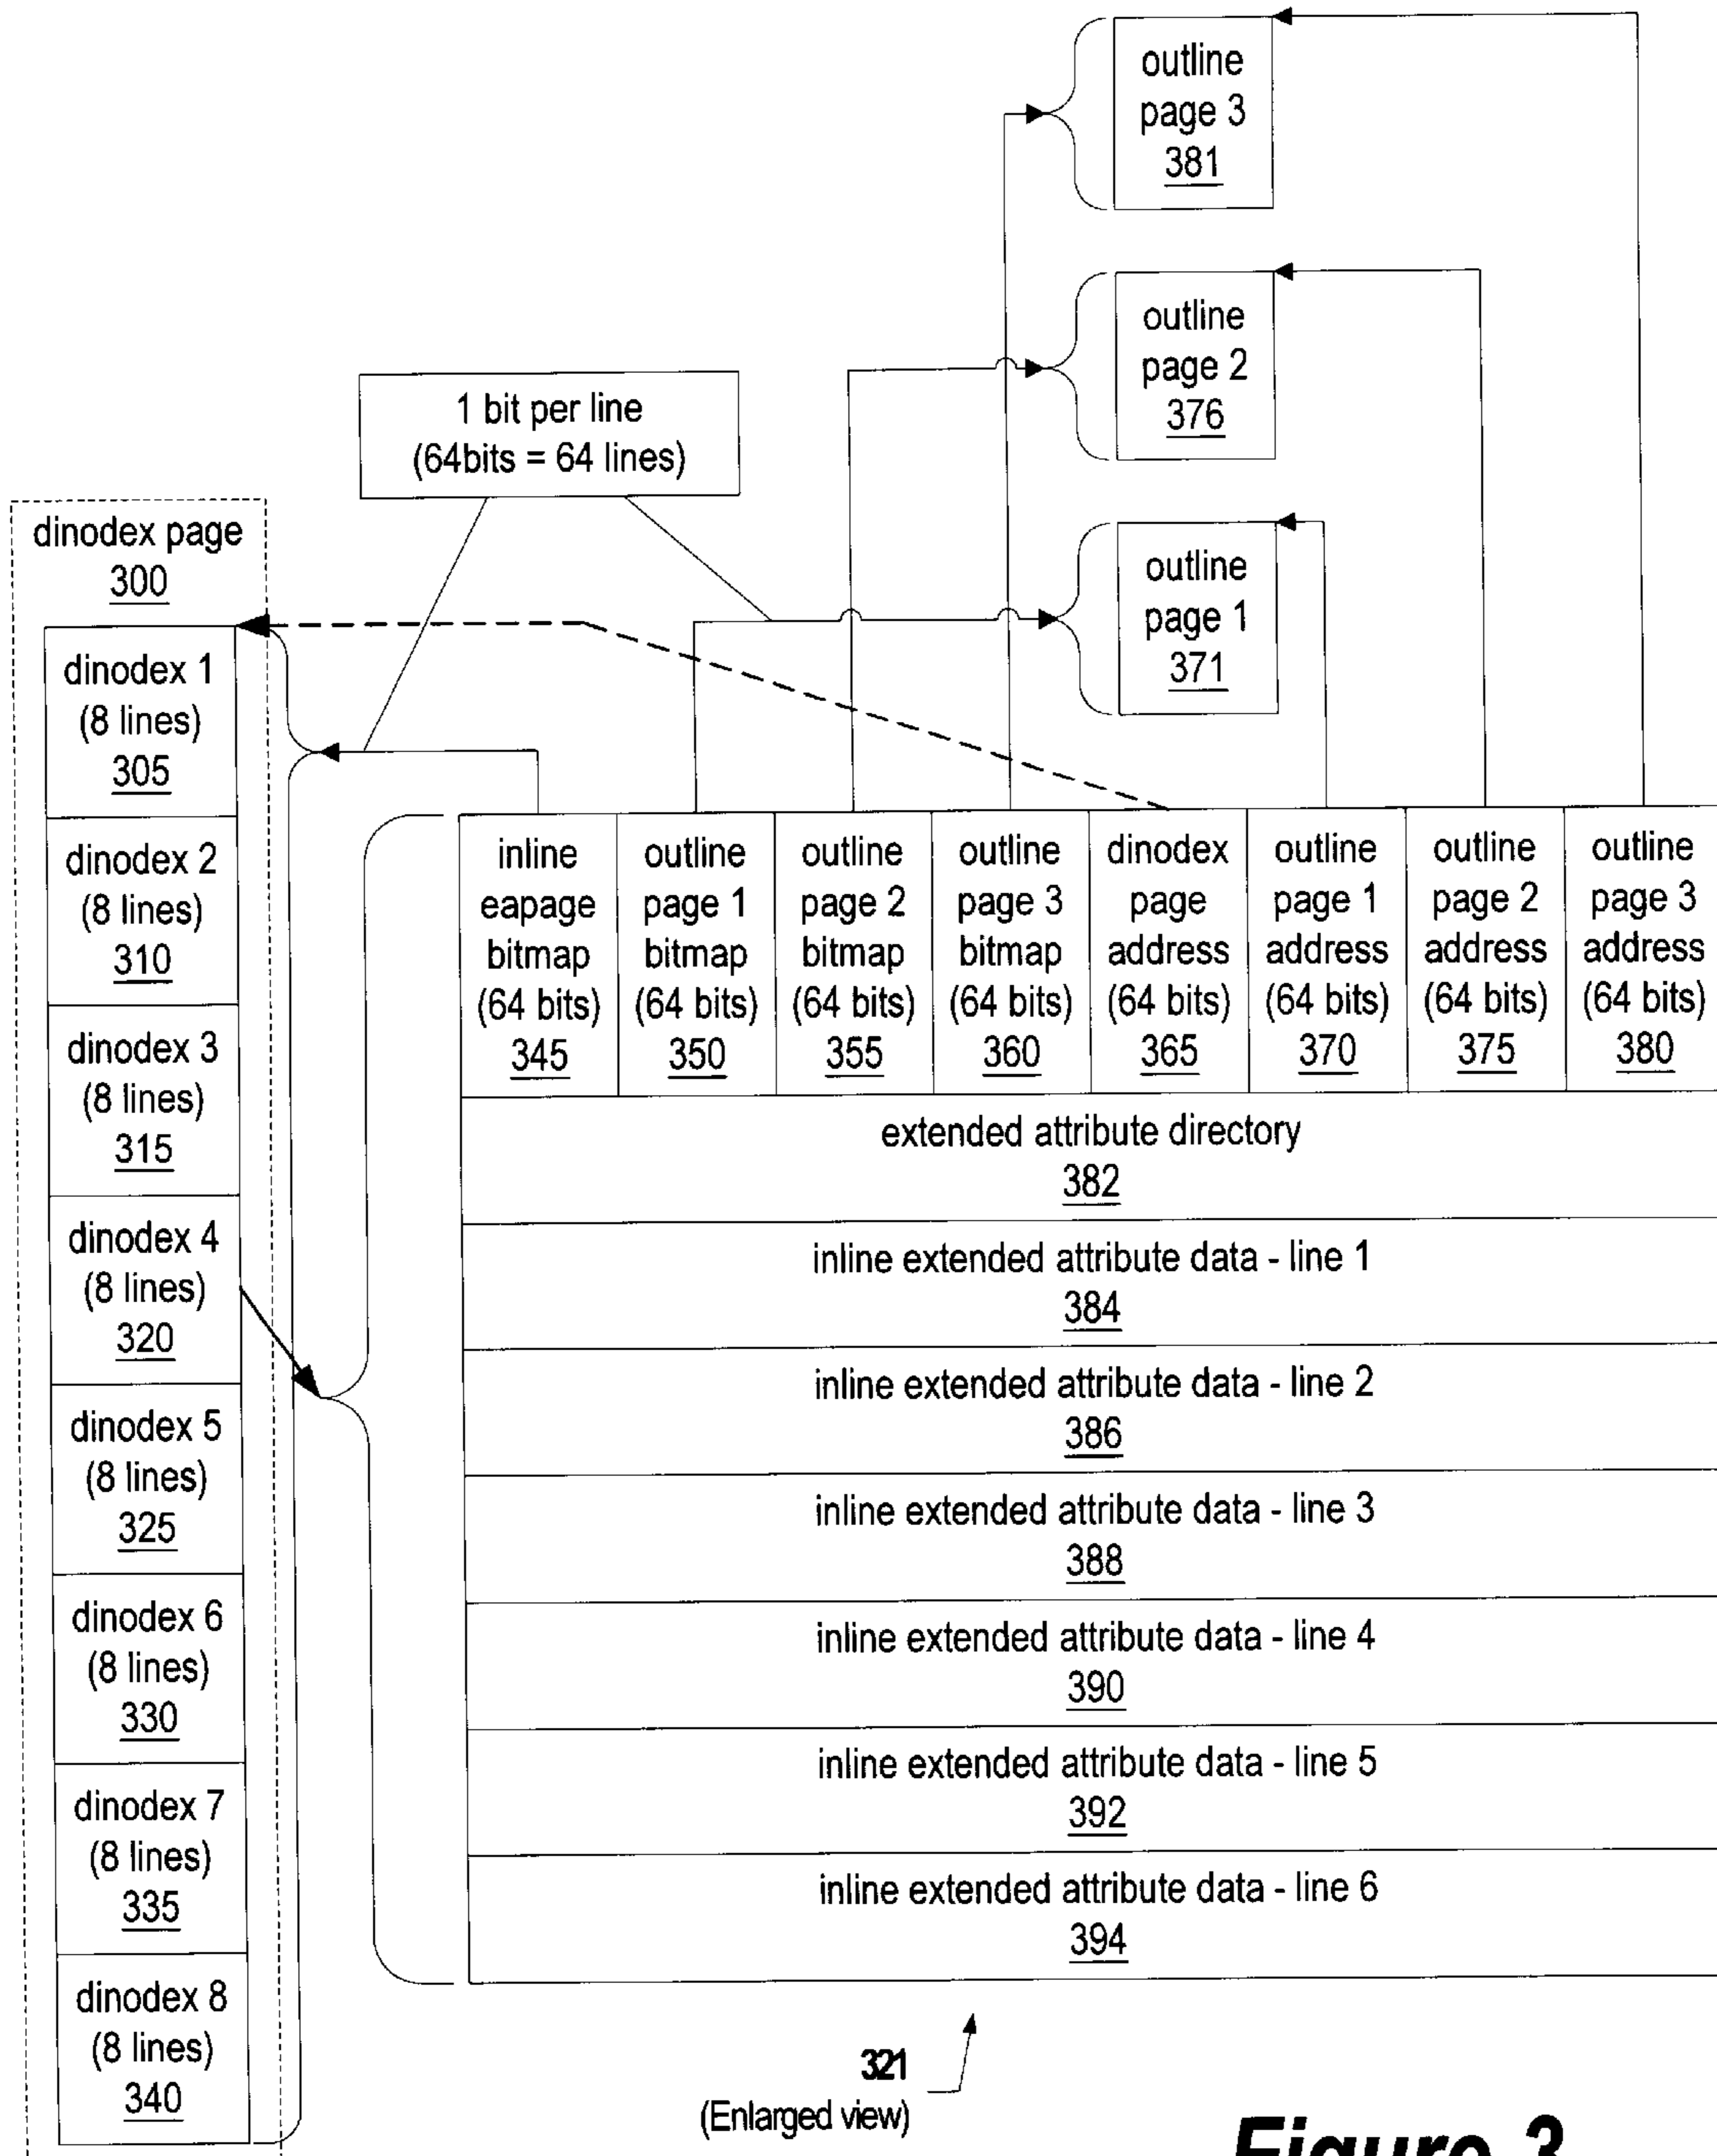 outline
page 3
381
outline
page 2
376
1 bit per line
(64bits = 64 lines)
outline
page 1
371
dinodex page
300
dinodex 1
(8 lines)
305
dinodex 2
(8 lines)
310
dinodex 3
(8 lines)
315
dinodex 4
(8 lines)
320
dinodex 5
(8 lines)
325
dinodex 6
(8 lines)
330
dinodex 7
(8 lines)
335
dinodex 8
(8 lines)
340
inline
eapage
bitmap
(64 bits)
345
outline
page 1
bitmap
(64 bits)
350
outline
page 2
bitmap
(64 bits)
355
outline
page 3
bitmap
(64 bits)
360
dinodex
page
address
(64 bits)
365
outline
page 1
address
(64 bits)
370
outline
page 2
address
(64 bits)
375
outline
page 3
address
(64 bits)
380
extended attribute directory
382
inline extended attribute data - line 1
384
inline extended attribute data - line 2
386
inline extended attribute data - line 3
388
inline extended attribute data - line 4
390
inline extended attribute data - line 5
392
inline extended attribute data - line 6
394
321
(Enlarged view)
Figure 3